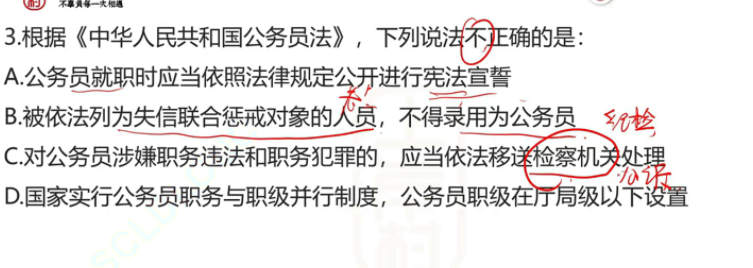 不靠负每一次相遇
3.根据《中华人民共和国公务员法》，下列说法不正确的是：
A.公务员就职时应当依照法律规定公开进行宪法宣誓
B.被依法列为失信联合惩戒对象的人员，不得录用为公务员
纪检
C.对公务员涉嫌职务违法和职务犯罪的，应当依法移送检察机关处理
D.国家实行公务员职务与职级并行制度，公务员职级在厅局级以下设置
村
SCLLD